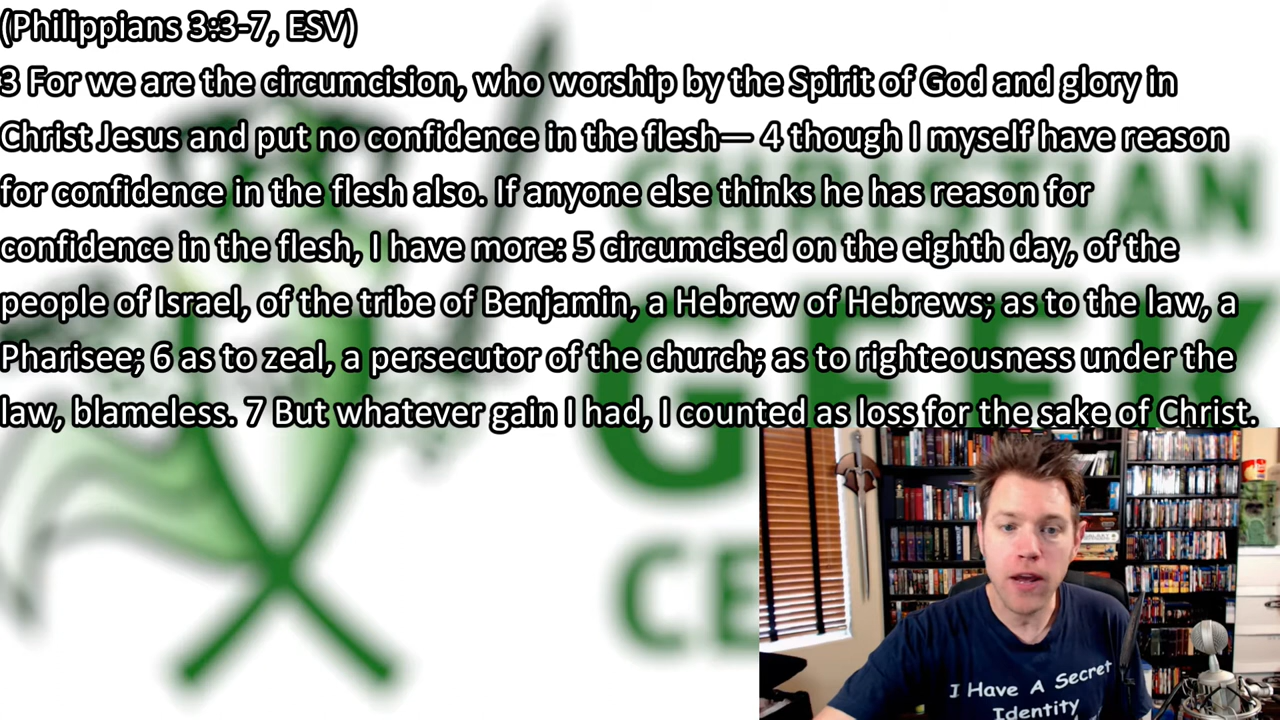 (Philippians 3:3-7, ESV)
3 For we are the circumcision, who worship by the Spirit of God and glory in
Christ Jesus and put no confidence in the flesh— 4 though I myself have reason
for confidence in the flesh also. If anyone else thinks he has reason for
confidence in the flesh, I have more: 5 circumcised on the eighth day, of the
people of Israel, of the tribe of Benjamin, a Hebrew of Hebrews; as to the law, a
Pharisee; 6 as to zeal, a persecutor of the church; as to righteousness under the
law, blameless. 7 But whatever gain I had, I counted as loss for the sake of Christ.
GEEK
I Have A Secret
Identity